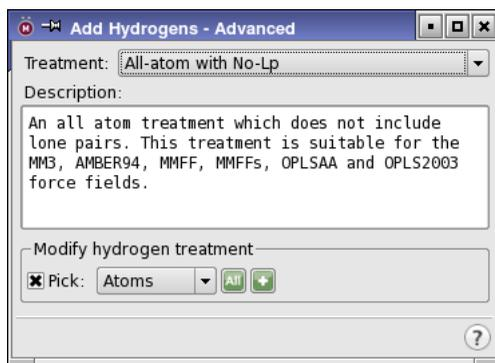 Add Hydrogens - Advanced
Treatment: All-atom with No-Lp
Description:
An all atom treatment which does not include
lone pairs. This treatment is suitable for the
MM3, AMBER94, MMFF, MMFFs, OPLSAA and OPLS2003
force fields.
Modify hydrogen treatment
Pick: Atoms All +
?